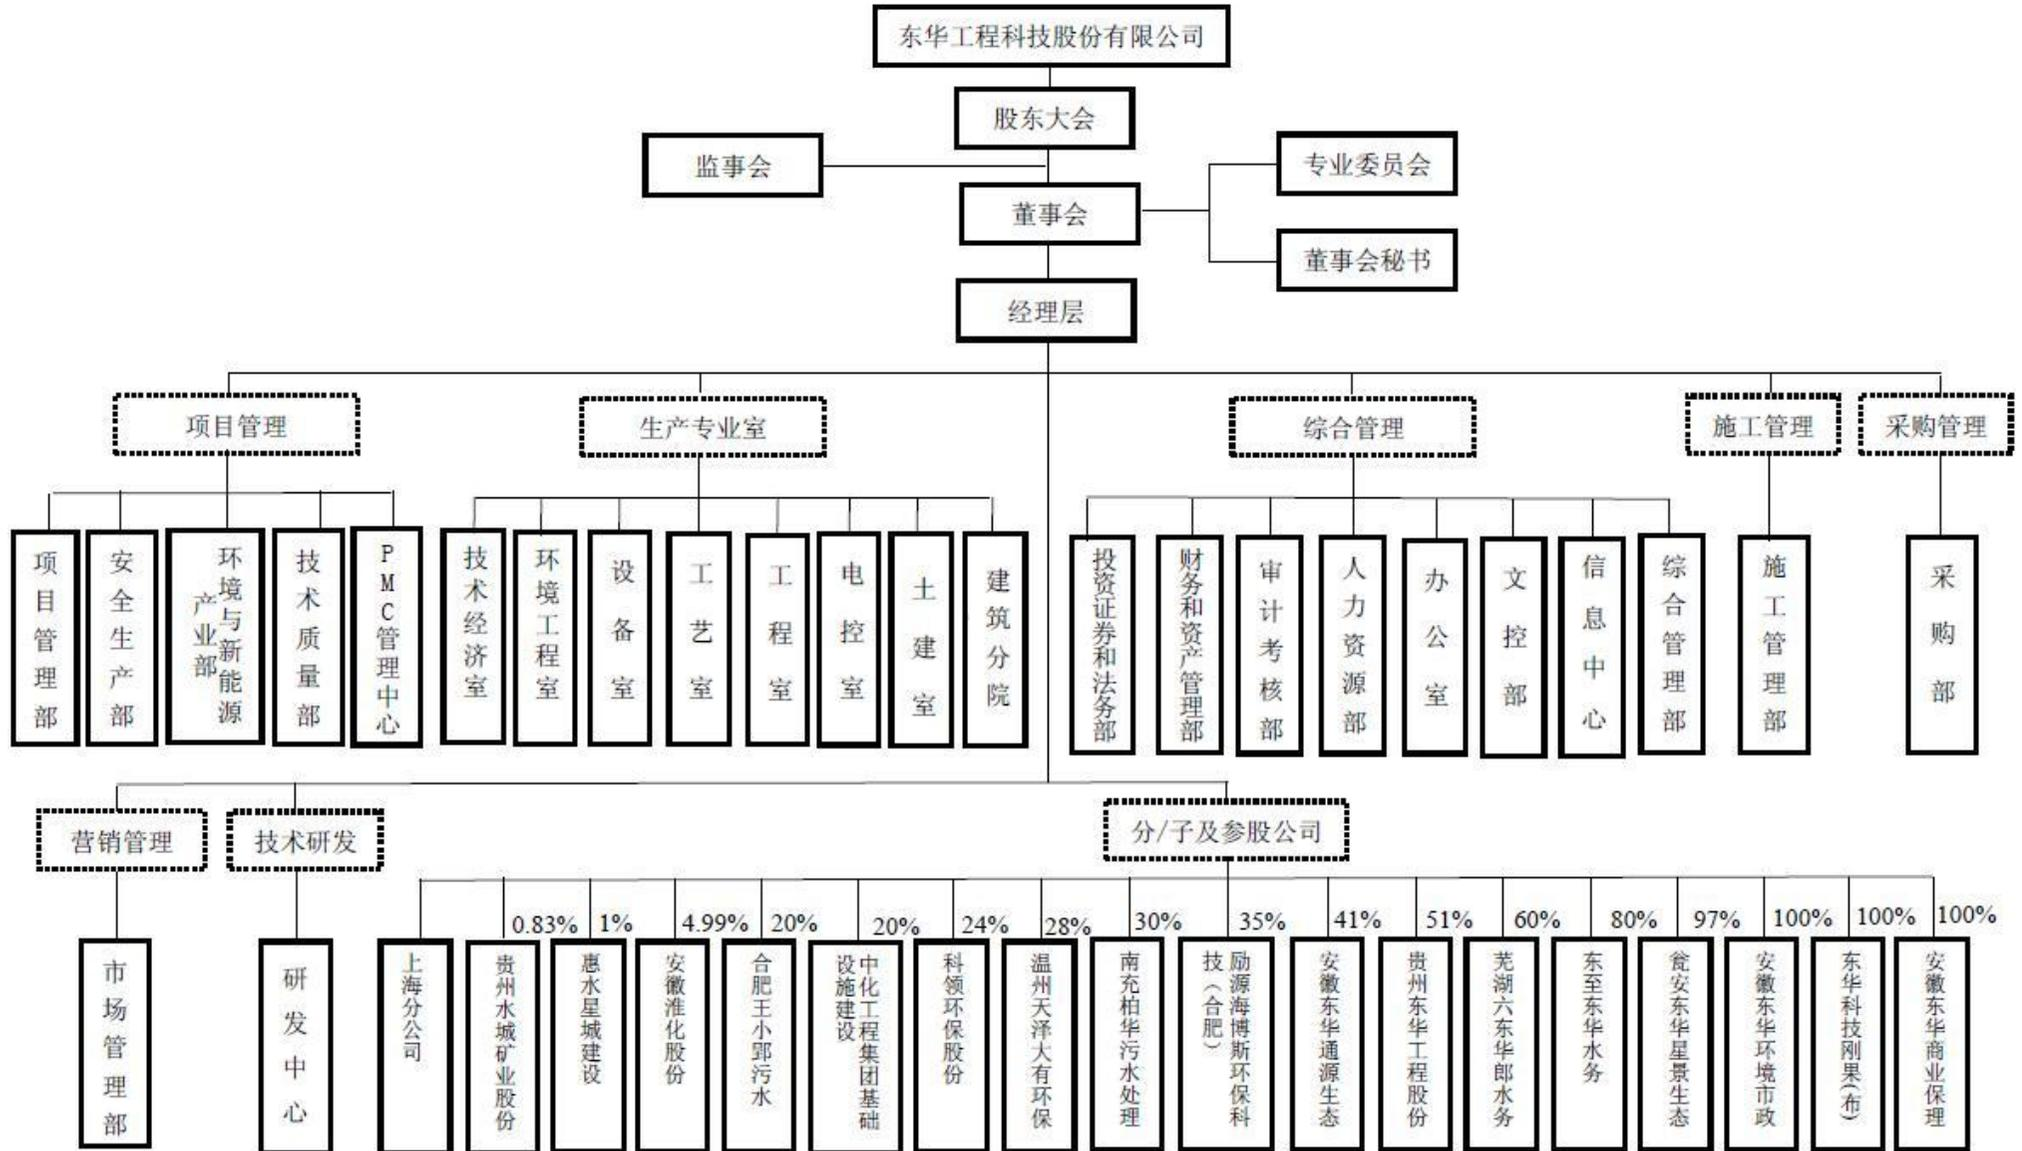 东华工程科技股份有限公司
股东大会
监事会
专业委员会
董事会
董事会秘书
经理层
项目管理
生产专业室
综合管理
施工管理
采购管理
项目管理部
安全生产部
环境与新能源
产业部
技术质量部
PMC管理中心
技术经济室
环境工程室
设备室
工艺室
工程室
电控室
土建室
建筑分院
投资证券和法务部
财务和资产管理部
审计考核部
人力资源部
办公室
文控部
信息中心
综合管理部
施工管理部
采购部
营销管理
技术研发
分/子及参股公司
0.83%
1%
4.99%
20%
20%
24%
28%
30%
35%
41%
51%
60%
80%
97%
100%
100%
100%
市场管理部
研发中心
上海分公司
贵州水城矿业股份
惠水星城建设
安徽淮化股份
合肥王小郢污水
中化工程集团基础
设施建设
科领环保股份
温州天泽大有环保
南充柏华污水处理
励源海博斯环保科
技（合肥）
安徽东华通源生态
贵州东华工程股份
芜湖六东华郎水务
东至东华水务
瓮安东华星景生态
安徽东华环境市政
东华科技刚果(布)
安徽东华商业保理